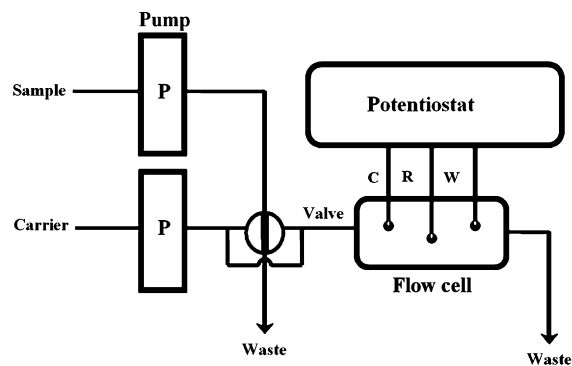 Pump
Sample
P
Potentiostat
C R W
Carrier
P
Valve
Flow cell
Waste
Waste